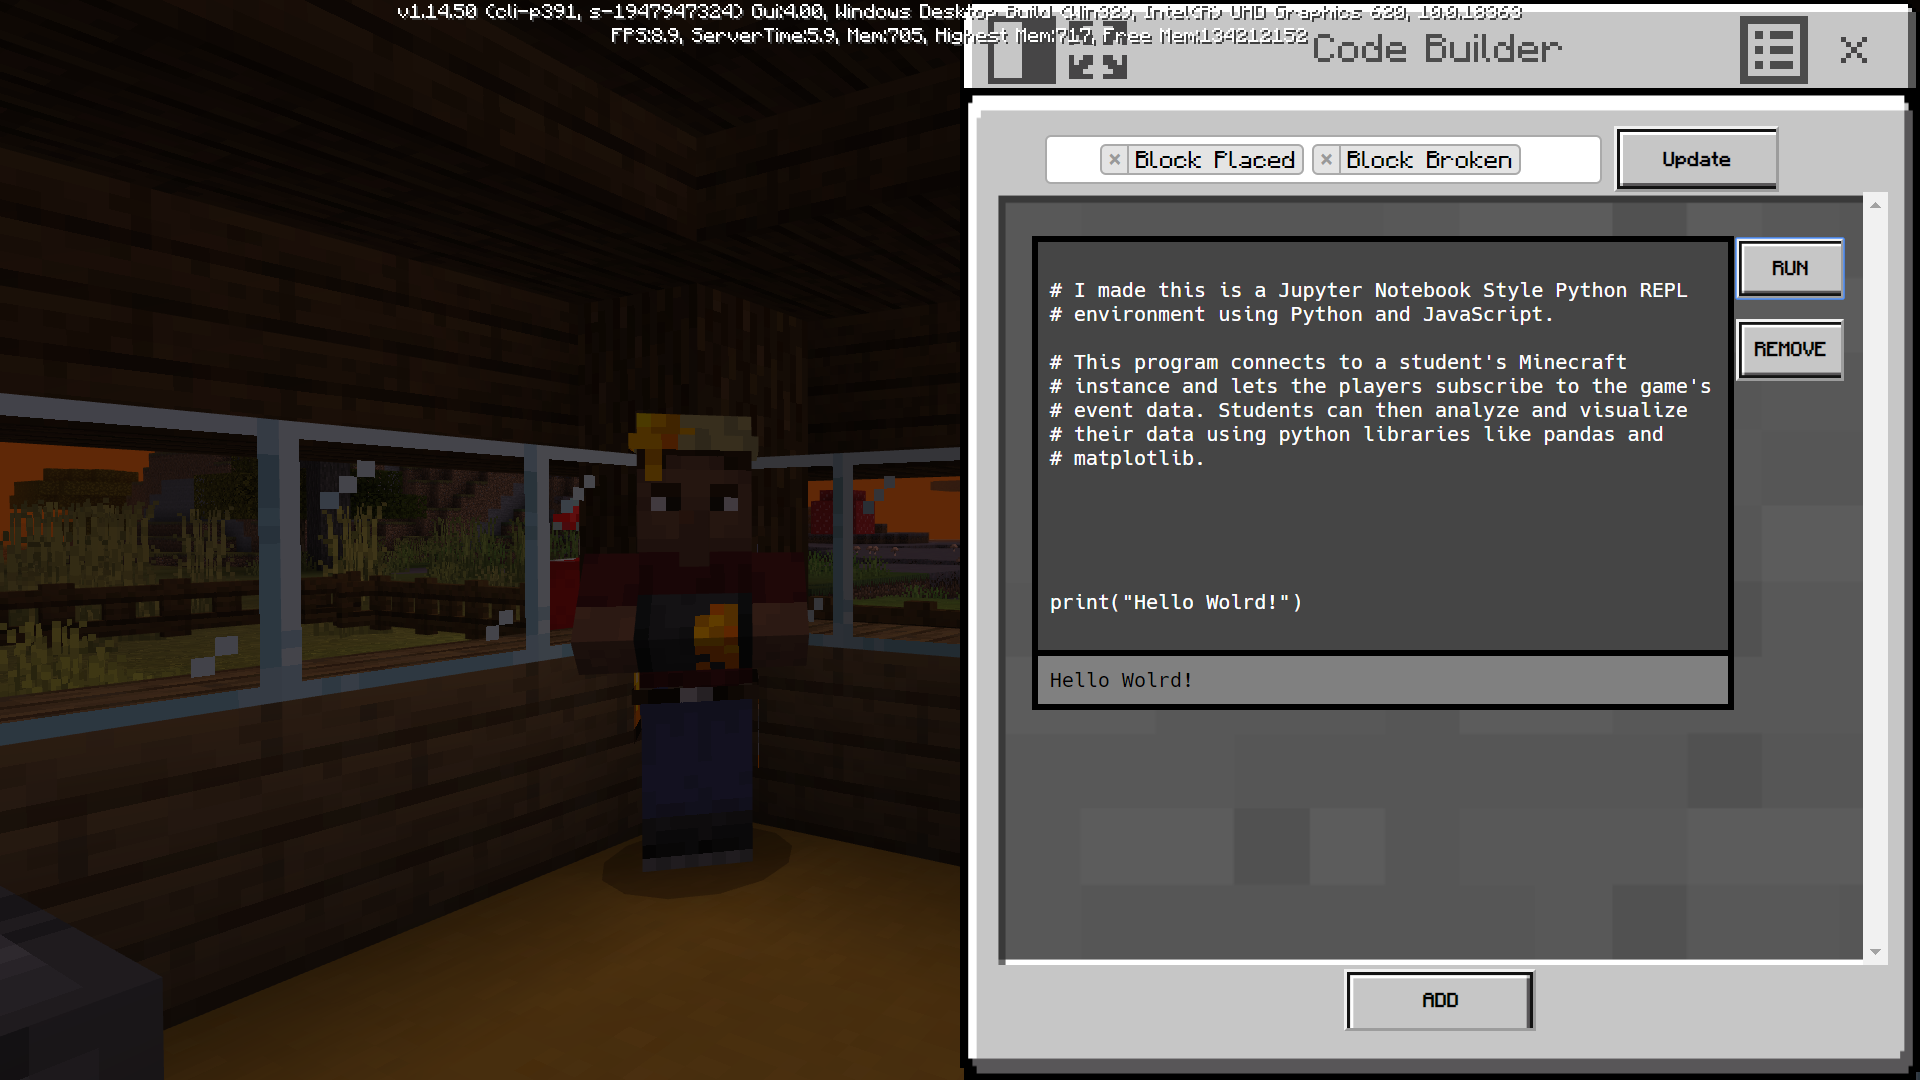 v1.14.50 (cli-p391, s-1947947324) Gui:4.00, Windows Desktop Build (Win32), Intel(R) UHD Graphics 620, 10.0.18363
FPS:8.9, ServerTime:5.9, Mem:705, Highest Mem:717, Free Mem:134212152
Code Builder
× Block Placed × Block Broken
Update
# I made this is a Jupyter Notebook Style Python REPL
# environment using Python and JavaScript.
# This program connects to a student's Minecraft
# instance and lets the players subscribe to the game's
# event data. Students can then analyze and visualize
# their data using python libraries like pandas and
# matplotlib.
print("Hello Wolrd!")
RUN
REMOVE
Hello Wolrd!
ADD